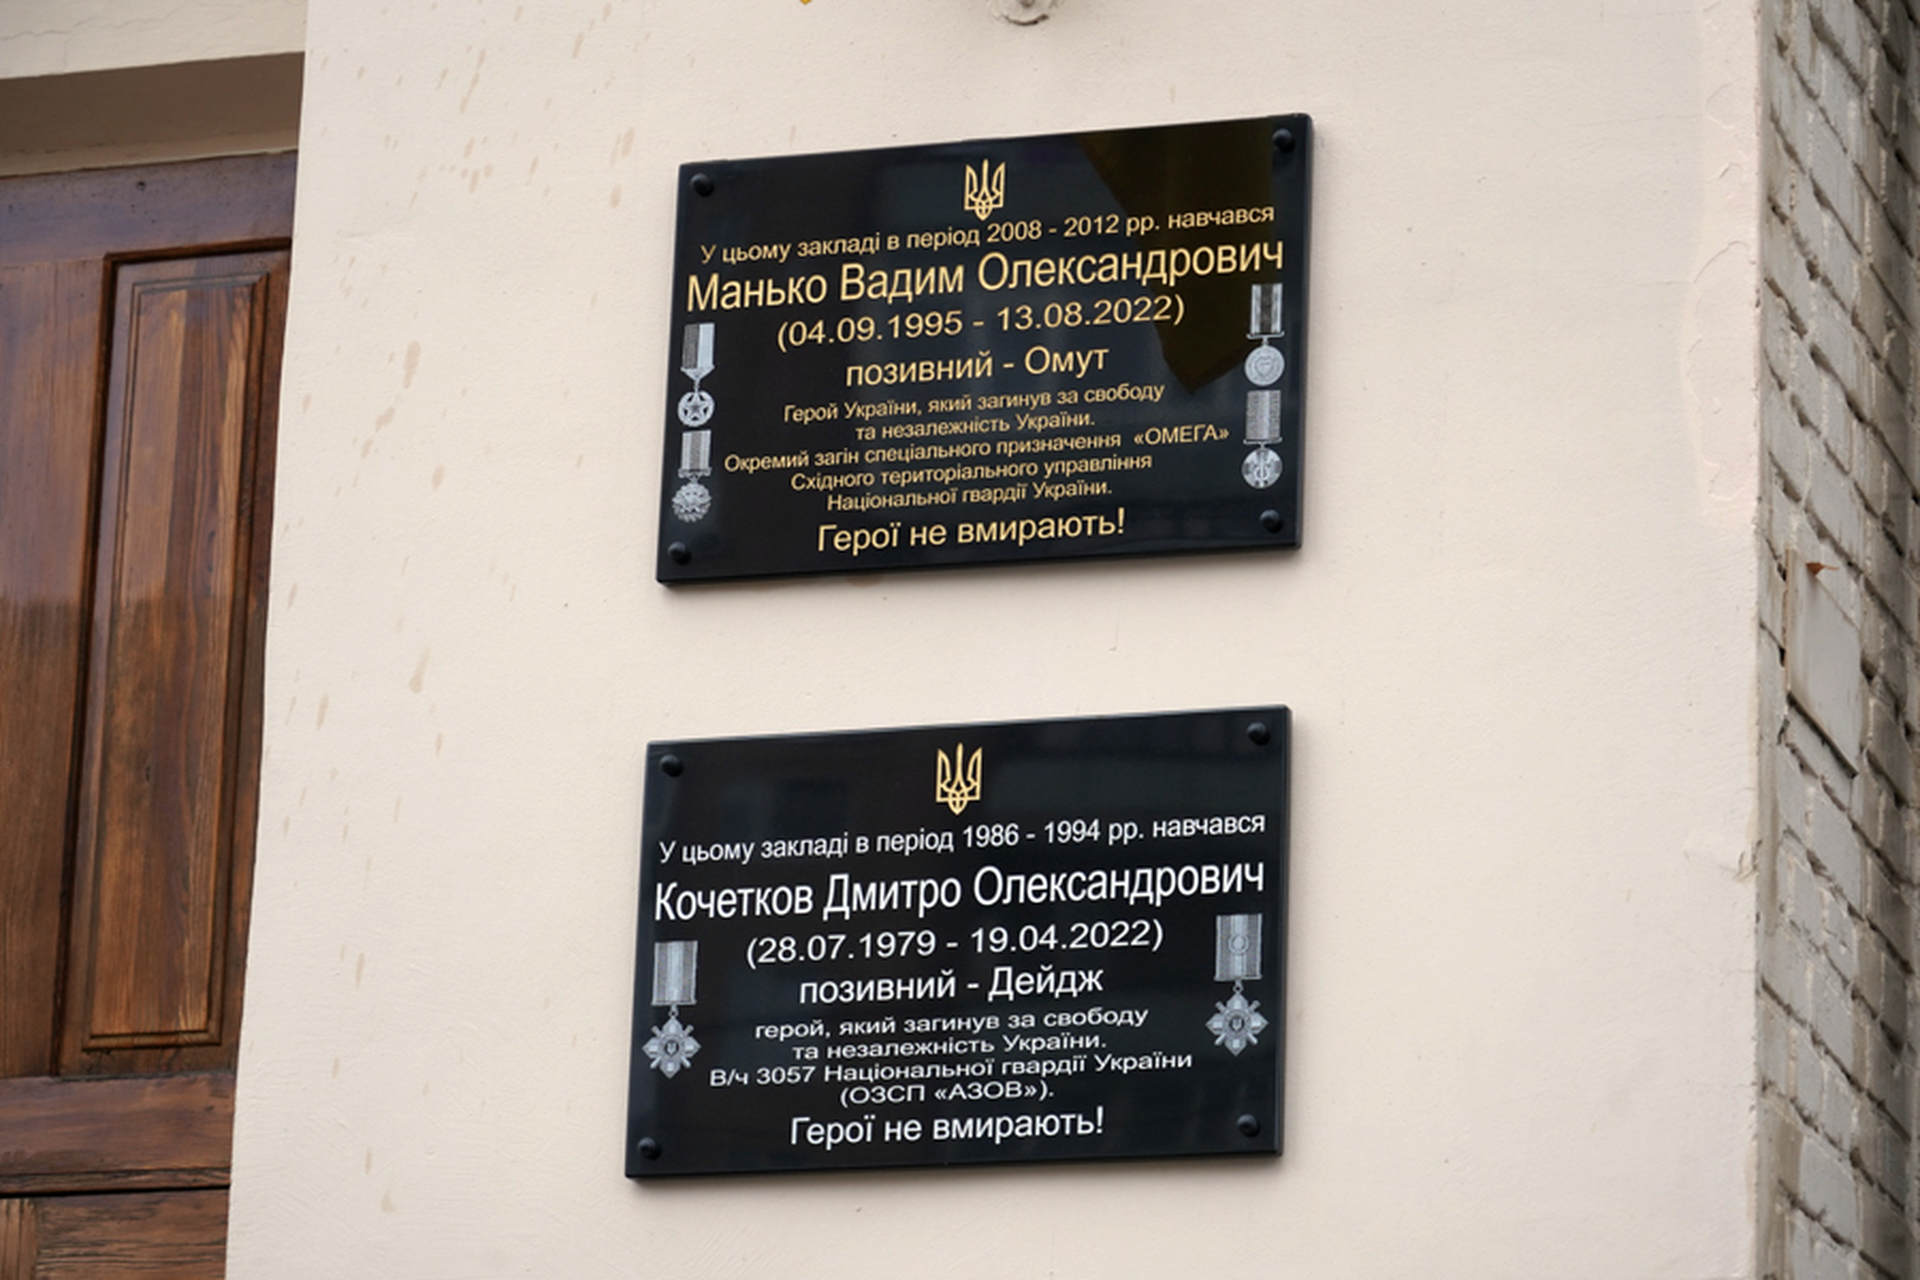 У цьому закладі в період 2008 - 2012 рр. навчався
Манько Вадим Олександрович
(04.09.1995 - 13.08.2022)
позивний - Омут
Герой України, який загинув за свободу
та незалежність України.
Окремий загін спеціального призначення «ОМЕГА»
Східного територіального управління
Національної гвардії України.
Герої не вмирають!
У цьому закладі в період 1986 - 1994 рр. навчався
Кочетков Дмитро Олександрович
(28.07.1979 - 19.04.2022)
позивний - Дейдж
герой, який загинув за свободу
та незалежність України.
В/ч 3057 Національної гвардії України
(ОЗСП «АЗОВ»).
Герої не вмирають!